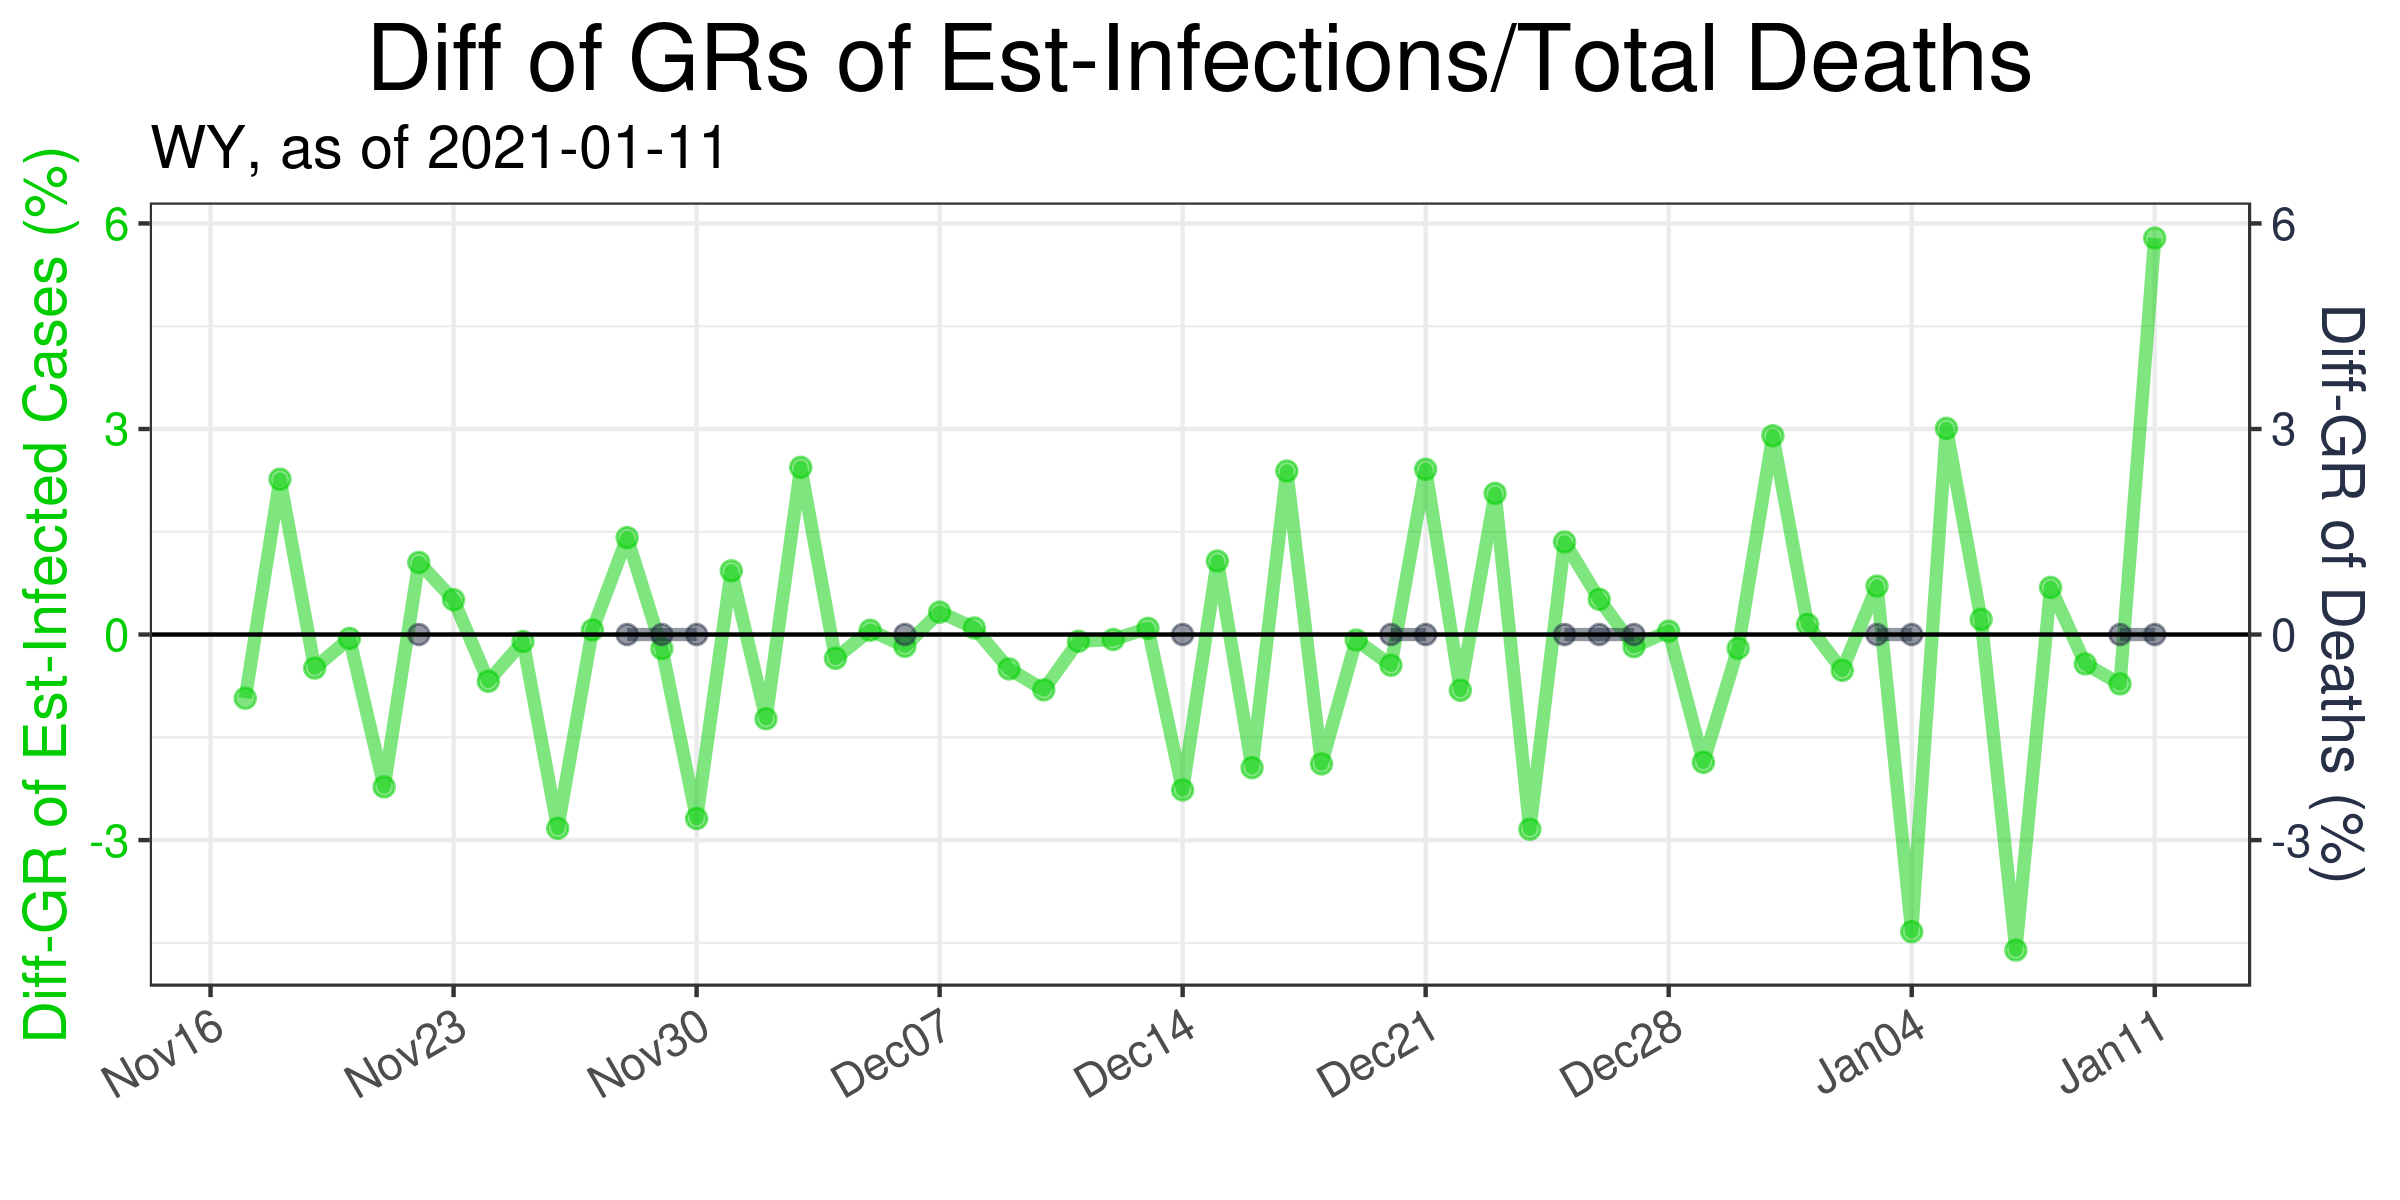 Diff of GRs of Est-Infections/Total Deaths
WY, as of 2021-01-11
Diff-GR of Est-Infected Cases (%)
6
3
0
-3
6
3
0
-3
Diff-GR of Deaths (%)
Nov16
Nov23
Nov30
Dec07
Dec14
Dec21
Dec28
Jan04
Jan11